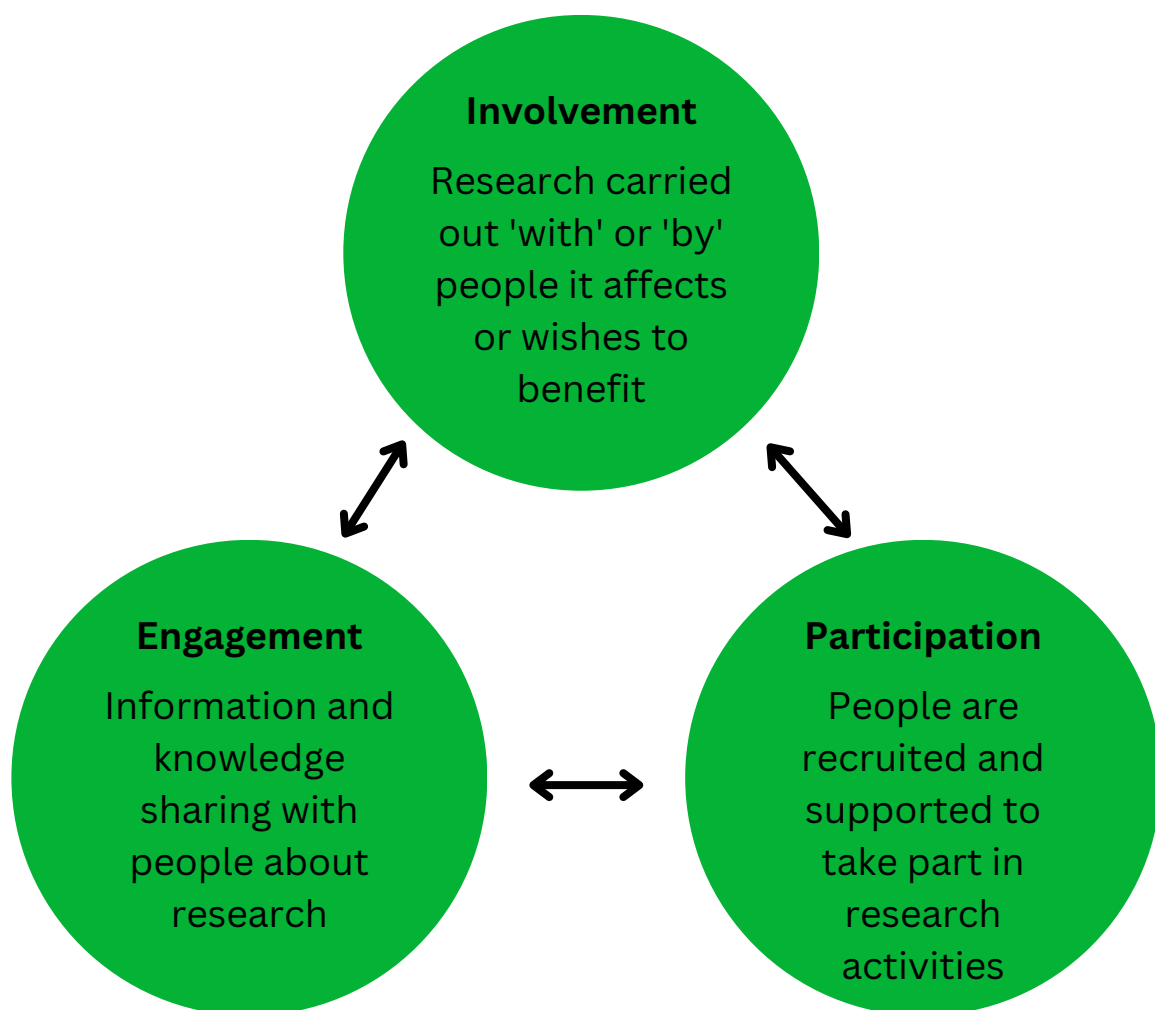 Involvement
Research carried
out 'with' or 'by'
people it affects
or wishes to
benefit
Engagement
Information and
knowledge
sharing with
people about
research
Participation
People are
recruited and
supported to
take part in
research
activities